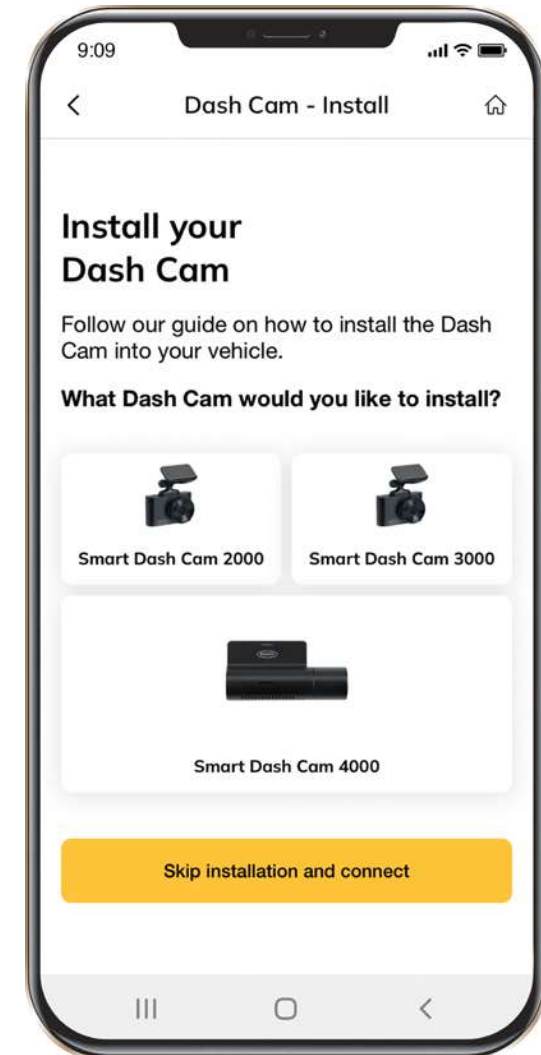 9:09
Dash Cam - Install
Install your
Dash Cam
Follow our guide on how to install the Dash
Cam into your vehicle.
What Dash Cam would you like to install?
Smart Dash Cam 2000
Smart Dash Cam 3000
Smart Dash Cam 4000
Skip installation and connect